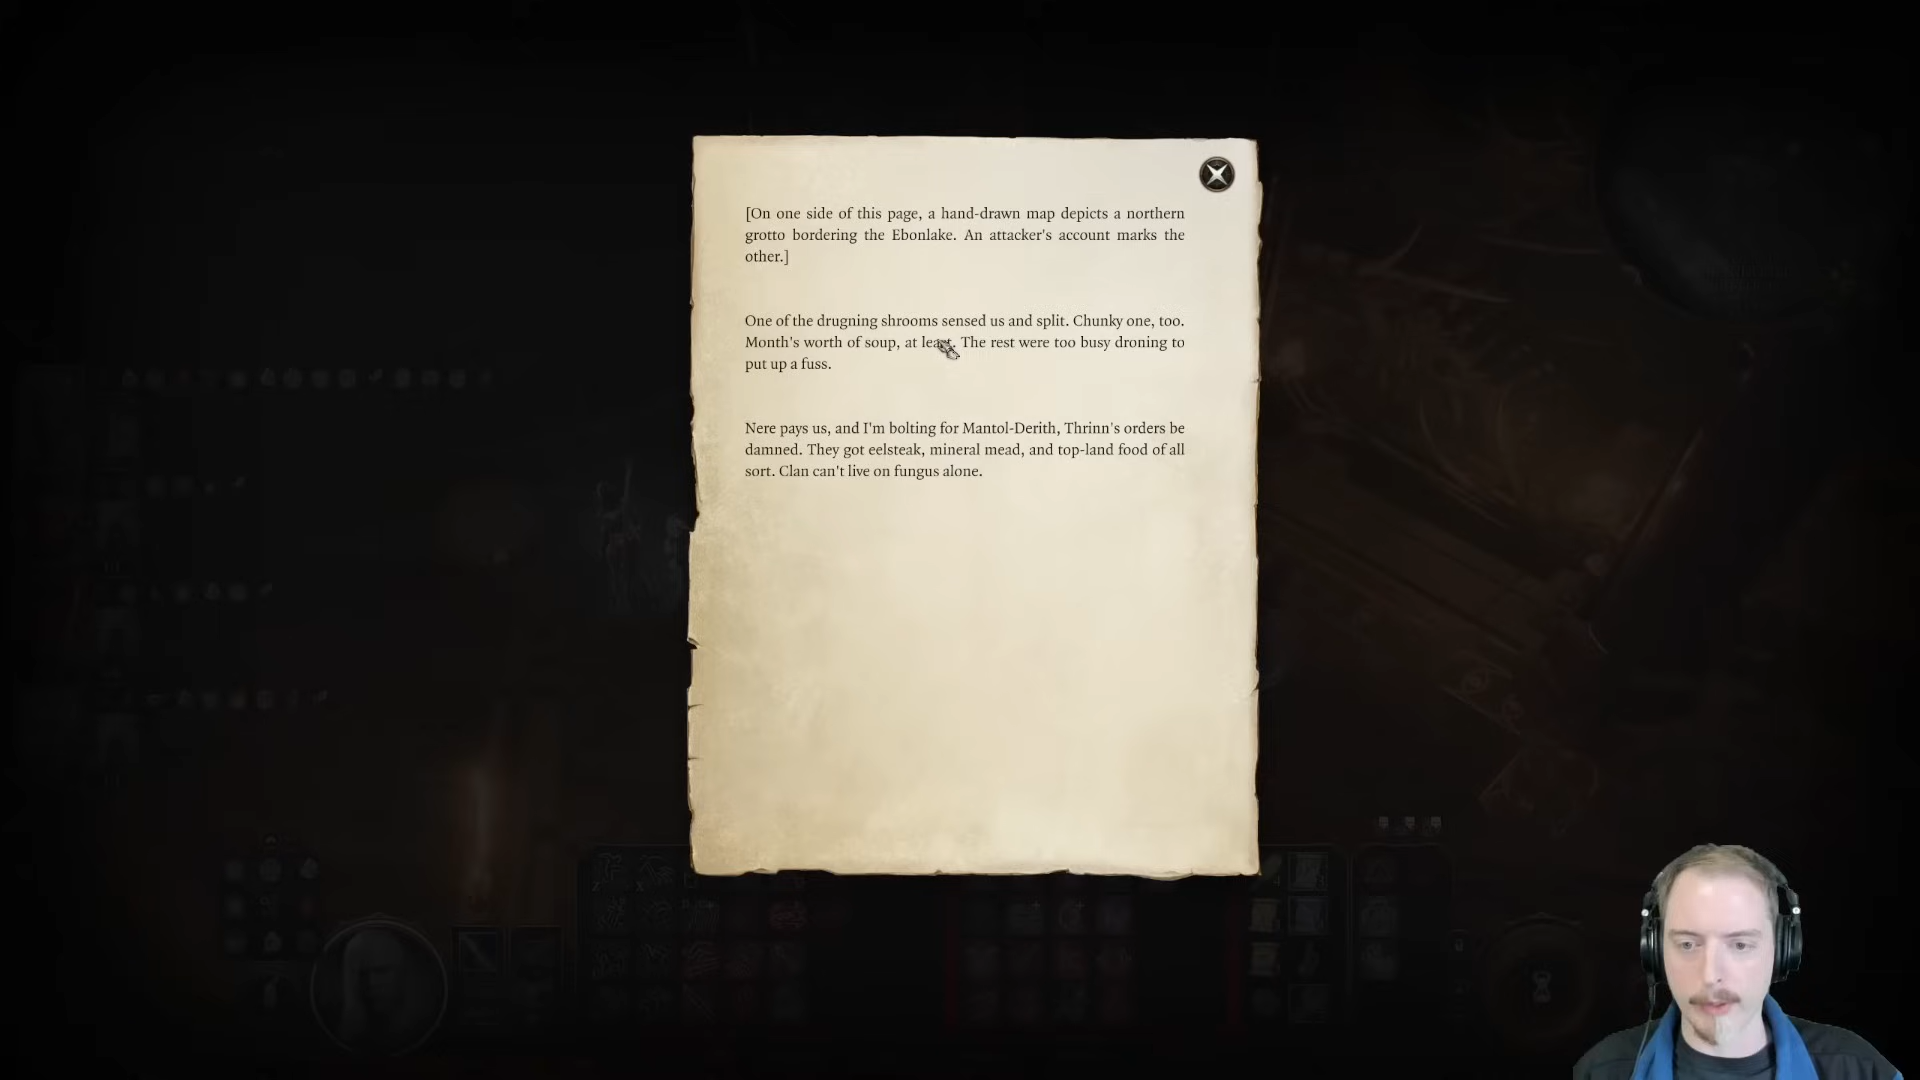 [On one side of this page, a hand-drawn map depicts a northern
grotto bordering the Ebonlake. An attacker's account marks the
other.]
One of the drugning shrooms sensed us and split. Chunky one, too.
Month's worth of soup, at least. The rest were too busy droning to
put up a fuss.
Nere pays us, and I'm bolting for Mantol-Derith, Thrinn's orders be
damned. They got eelsteak, mineral mead, and top-land food of all
sort. Clan can't live on fungus alone.